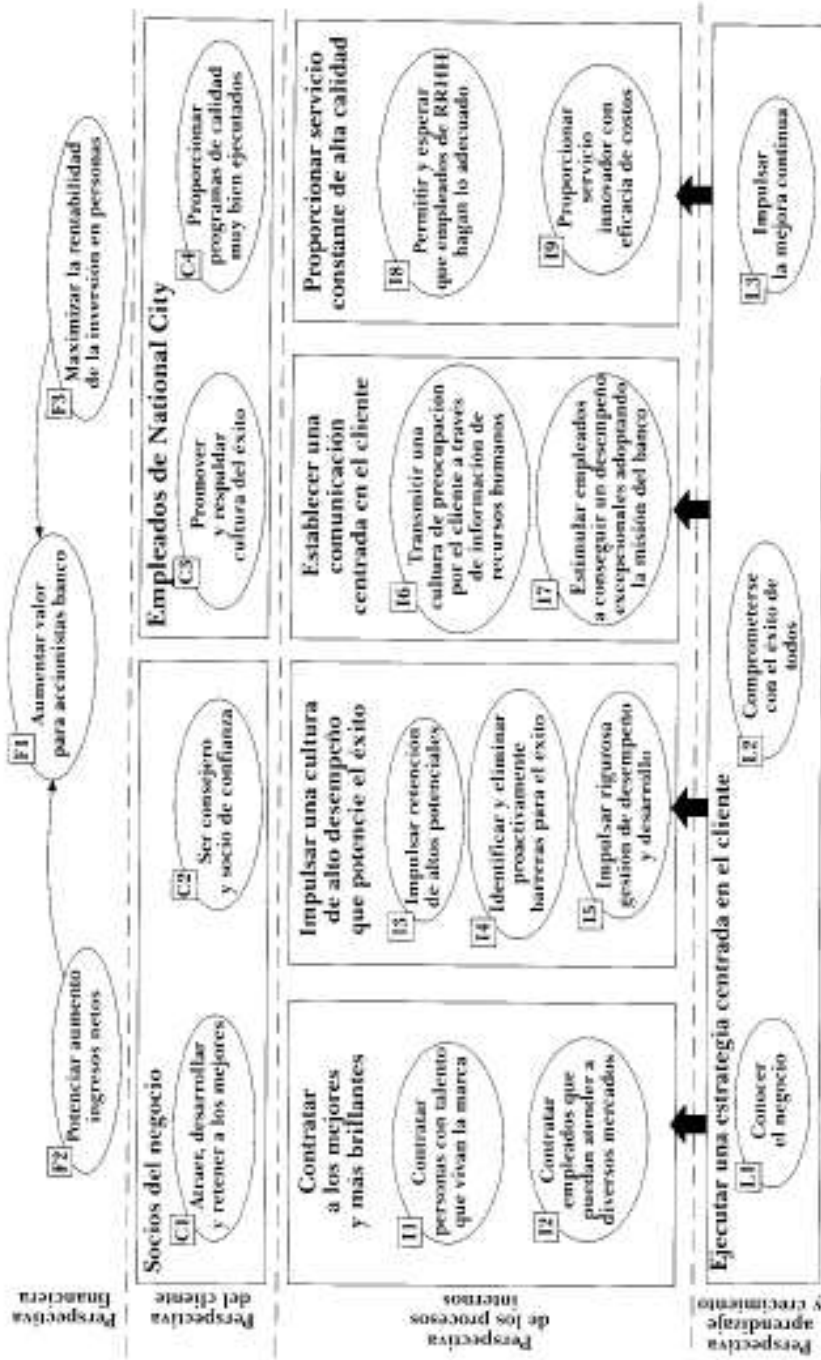 Perspectiva
financiera
F1
Aumentar valor
para accionistas banco
F2
Potenciar aumento
ingresos netos
F3
Maximizar la rentabilidad
de la inversión en personas
Perspectiva
del cliente
Socios del negocio
C1
Atraer, desarrollar
y retener a los mejores
C2
Ser consejero
y socio de confianza
Empleados de National City
C3
Promover
y respaldar
cultura del éxito
C4
Proporcionar
programas de calidad
muy bien ejecutados
Perspectiva
de los procesos
internos
Contratar
a los mejores
y más brillantes
I1
Contratar
personas con talento
que vivan la marca
I2
Contratar
empleados que
puedan atender a
diversos mercados
Impulsar una cultura
de alto desempeño
que potencie el éxito
I3
Impulsar retención
de altos potenciales
I4
Identificar y eliminar
proactivamente
barreras para el éxito
I5
Impulsar rigurosa
gestión de desempeño
y desarrollo
Establecer una
comunicación
centrada en el cliente
I6
Transmitir una
cultura de preocupación
por el cliente a través
de información de
recursos humanos
I7
Estimular empleados
a conseguir un desempeño
excepcionales adoptando
la misión del banco
Proporcionar servicio
constante de alta calidad
I8
Permitir y esperar
que empleados de RRHH
hagan lo adecuado
I9
Proporcionar
servicio
innovador con
eficacia de costos
Perspectiva
aprendizaje
y crecimiento
Ejecutar una estrategia centrada en el cliente
L1
Conocer
el negocio
L2
Comprometerse
con el éxito de
todos
L3
Impulsar
la mejora continua